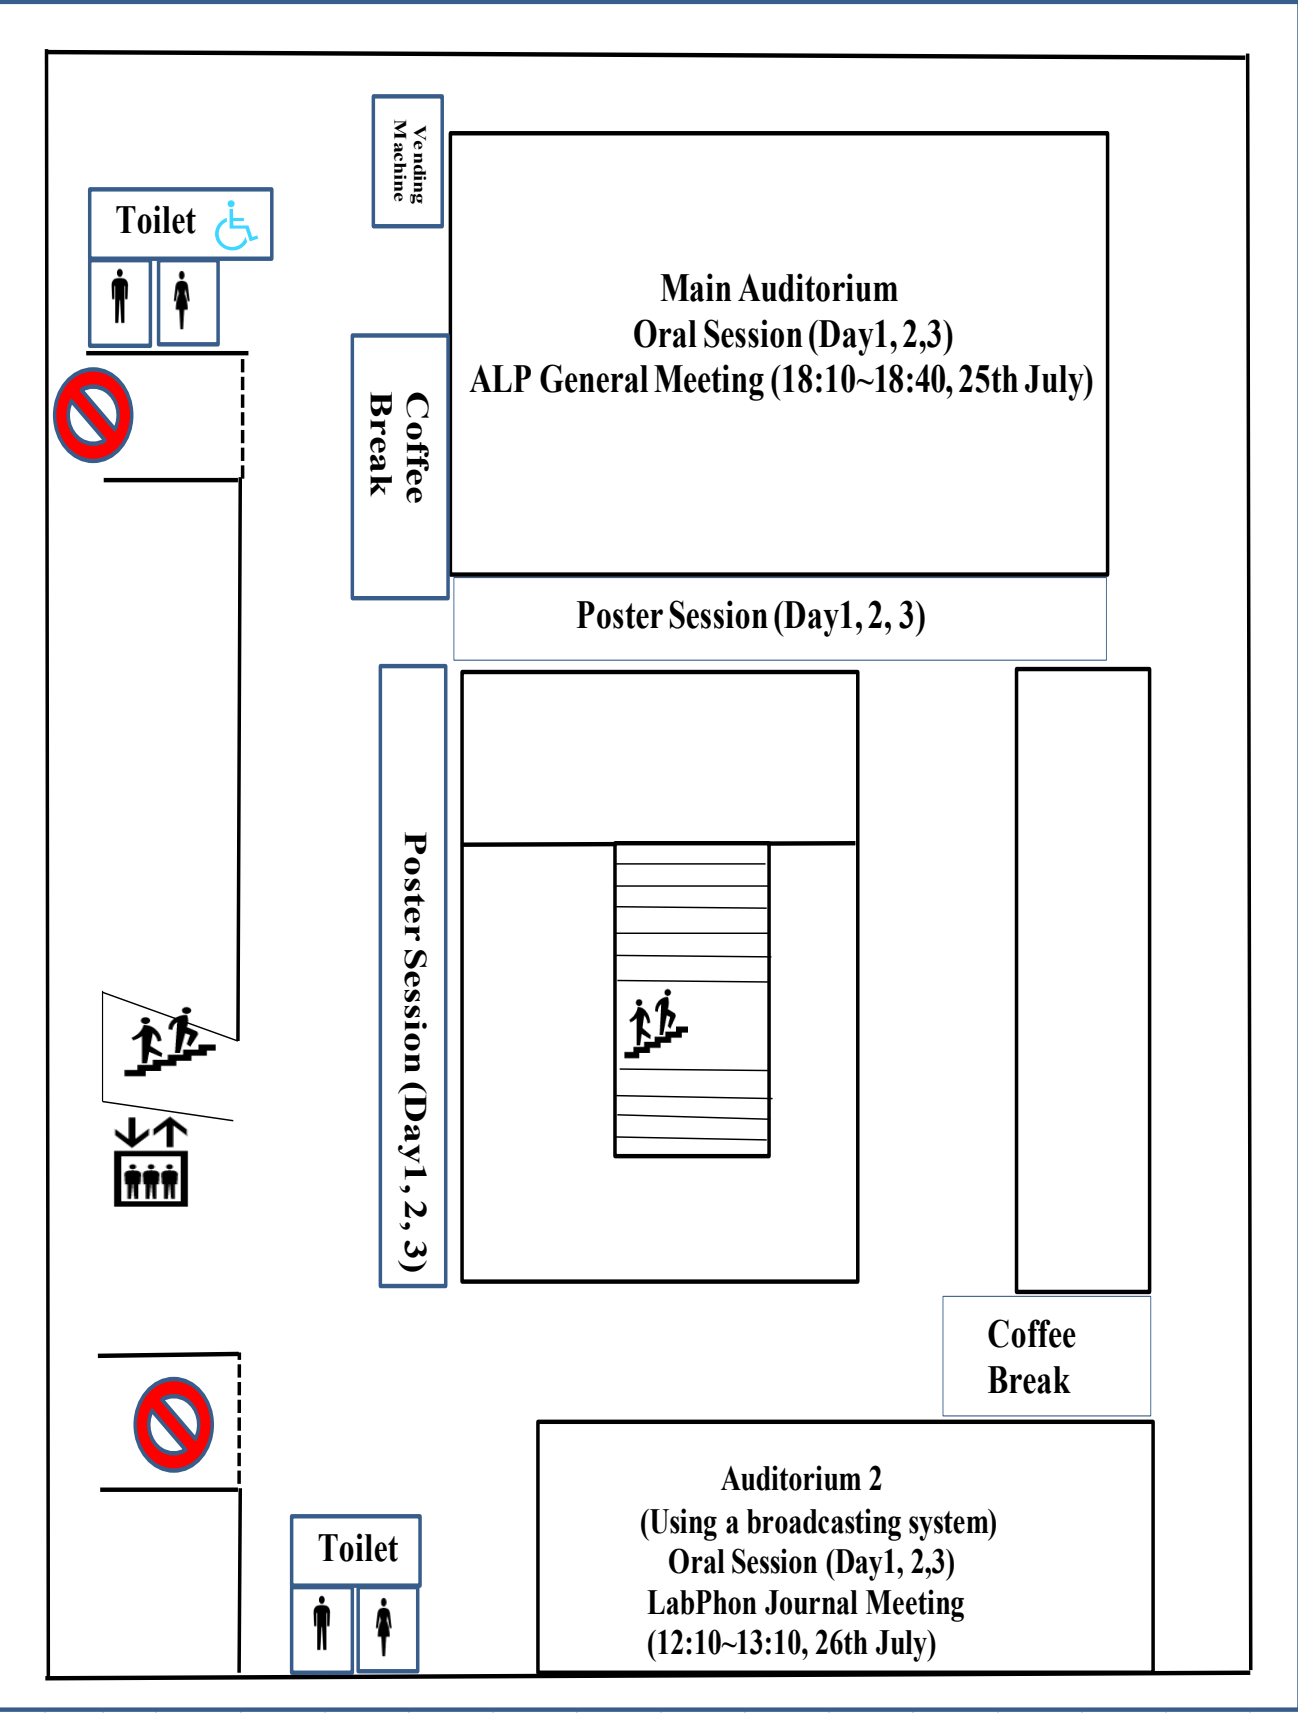 Vending
Machine
Toilet
Main Auditorium
Oral Session (Day1, 2,3)
ALP General Meeting (18:10~18:40, 25th July)
Coffee
Break
Poster Session (Day1, 2, 3)
Poster Session (Day1, 2, 3)
Coffee
Break
Auditorium 2
(Using a broadcasting system)
Oral Session (Day1, 2,3)
LabPhon Journal Meeting
(12:10~13:10, 26th July)
Toilet